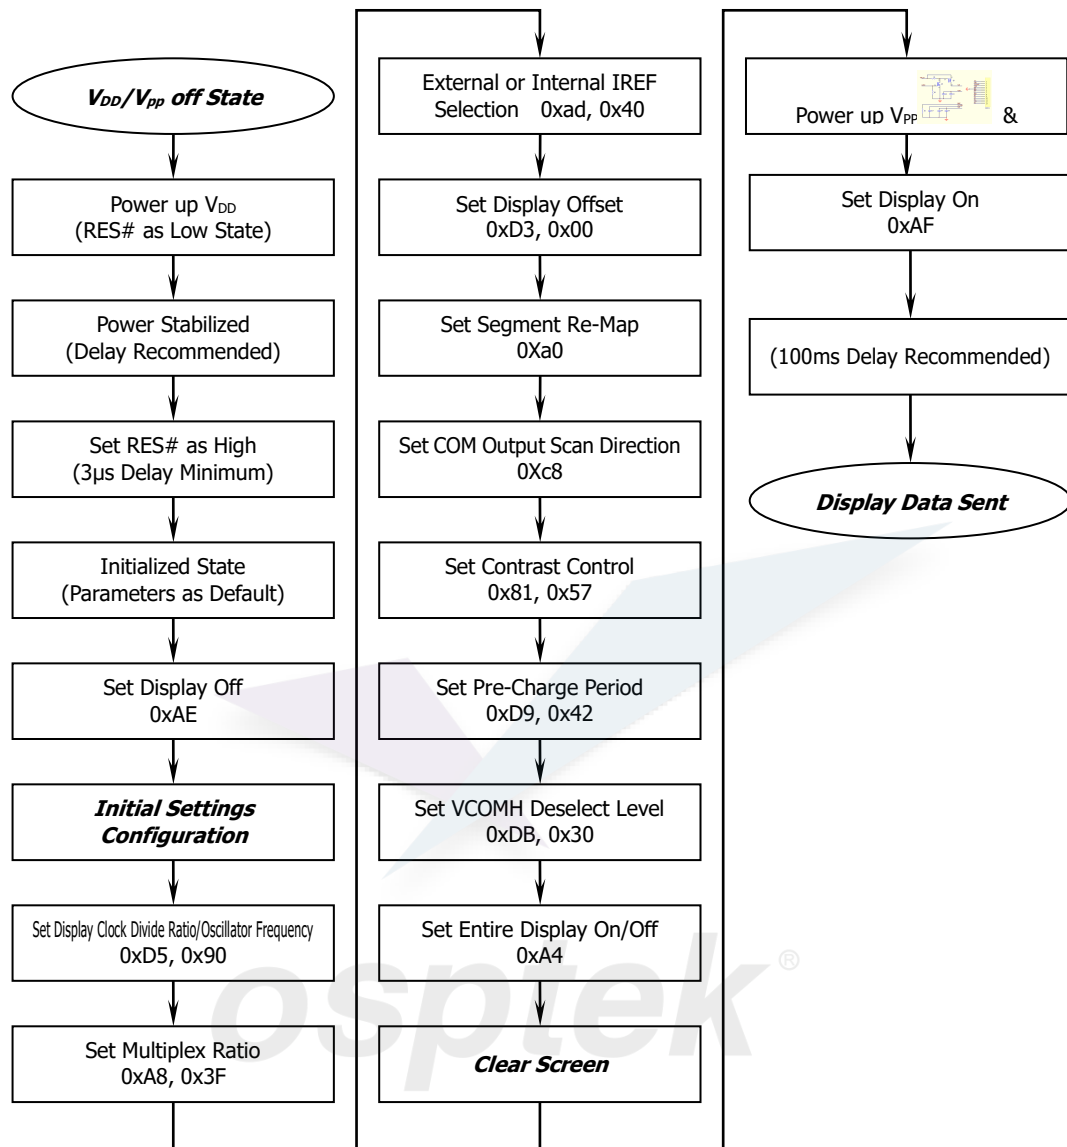 VDD/Vpp off State
Power up VDD
(RES# as Low State)
Power Stabilized
(Delay Recommended)
Set RES# as High
(3μs Delay Minimum)
Initialized State
(Parameters as Default)
Set Display Off
0xAE
Initial Settings
Configuration
Set Display Clock Divide Ratio/Oscillator Frequency
0xD5, 0x90
Set Multiplex Ratio
0xA8, 0x3F
External or Internal IREF
Selection 0xad, 0x40
Set Display Offset
0xD3, 0x00
Set Segment Re-Map
0Xa0
Set COM Output Scan Direction
0Xc8
Set Contrast Control
0x81, 0x57
Set Pre-Charge Period
0xD9, 0x42
Set VCOMH Deselect Level
0xDB, 0x30
Set Entire Display On/Off
0xA4
Clear Screen
Power up VPP &
Set Display On
0xAF
(100ms Delay Recommended)
Display Data Sent
osptek®